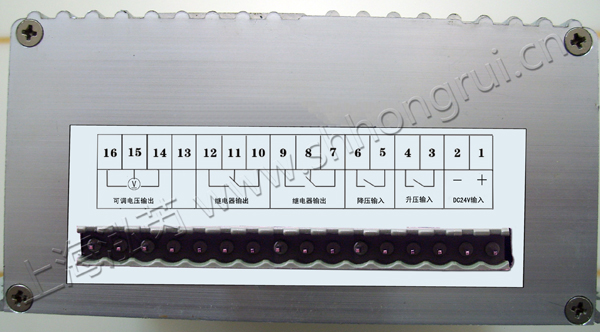 16 15 14 13 12 11 10 9 8 7 6 5 4 3 2 1
V − +
可调电压输出 继电器输出 继电器输出 降压输入 升压输入 DC24V输入
www.shhongrui.cn